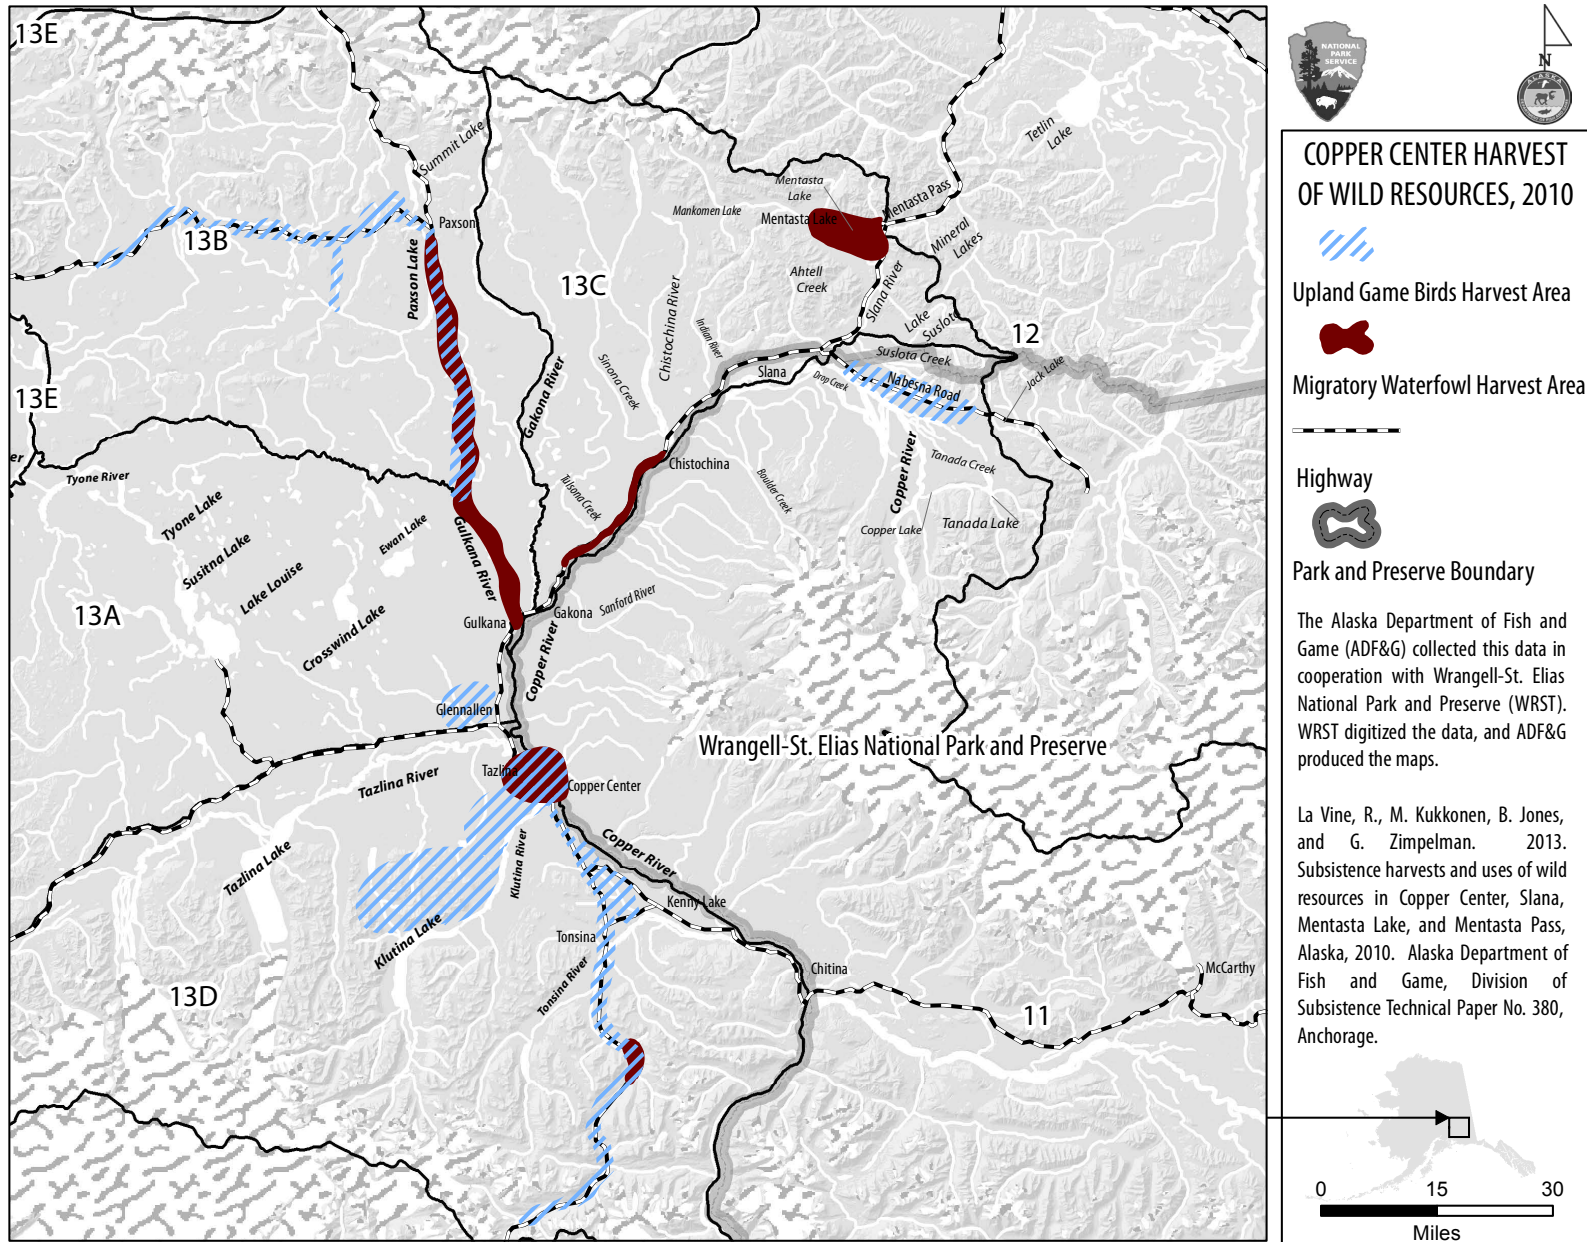 13E
Summit Lake
Tetlin
Lake
Mentasta
Lake
Mentasta Pass
Mankomen Lake
Mentasta Lake
Paxson
13B
Mineral
Lakes
Paxson Lake
13C
Ahtell
Creek
Slana River
Chistochina River
Indian River
Lake
Suslota
12
Suslota Creek
Sinona Creek
Slana
Drop Creek
Nabesna Road
Jack Lake
13E
Gakona River
er
Tyone River
Chistochina
Copper River
Tanada Creek
Boulder Creek
Tulsona Creek
Tyone Lake
Ewan Lake
Gulkana River
Copper Lake
Tanada Lake
Susitna Lake
Lake Louise
13A
Crosswind Lake
Gulkana
Gakona
Sanford River
Copper River
Glennallen
Wrangell-St. Elias National Park and Preserve
Tazlina
Tazlina River
Copper Center
Tazlina Lake
Klutina River
Copper River
Klutina Lake
Kenny Lake
Tonsina
Tonsina River
Chitina
McCarthy
13D
11
NATIONAL
PARK
SERVICE
N
ALASKA
COPPER CENTER HARVEST
OF WILD RESOURCES, 2010
Upland Game Birds Harvest Area
Migratory Waterfowl Harvest Area
Highway
Park and Preserve Boundary
The Alaska Department of Fish and
Game (ADF&G) collected this data in
cooperation with Wrangell-St. Elias
National Park and Preserve (WRST).
WRST digitized the data, and ADF&G
produced the maps.
La Vine, R., M. Kukkonen, B. Jones,
and G. Zimpelman. 2013.
Subsistence harvests and uses of wild
resources in Copper Center, Slana,
Mentasta Lake, and Mentasta Pass,
Alaska, 2010. Alaska Department of
Fish and Game, Division of
Subsistence Technical Paper No. 380,
Anchorage.
0 15 30
Miles